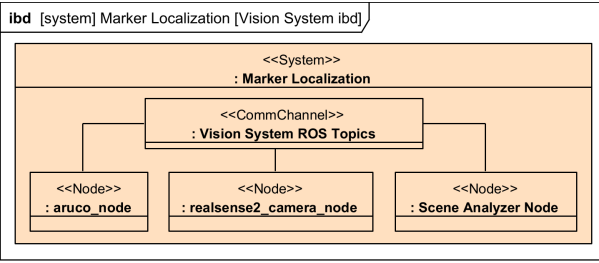 ibd [system] Marker Localization [Vision System ibd]
<<System>>
: Marker Localization
<<CommChannel>>
: Vision System ROS Topics
<<Node>>
: aruco_node
<<Node>>
: realsense2_camera_node
<<Node>>
: Scene Analyzer Node